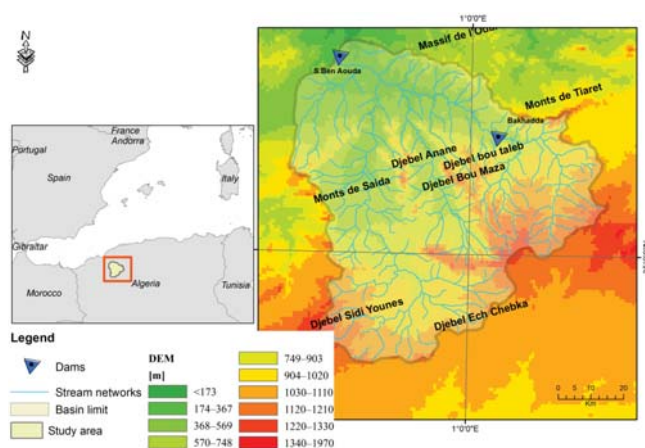 N
France
Andorra
Portugal
Spain
Italy
Gibraltar
Algeria
Morocco
Tunisia
1°0'0"E
Massif de l'Ouar
S.Ben Aouda
Monts de Tiaret
Bakhadda
Djebel Anane
Djebel bou taleb
Djebel Bou Maza
Monts de Saida
Djebel Sidi Younes
Djebel Ech Chebka
0 5 10 20
Km
1°0'0"E
Legend
Dams
Stream networks
Basin limit
Study area
DEM
[m]
<173
174–367
368–569
570–748
749–903
904–1020
1030–1110
1120–1210
1220–1330
1340–1970